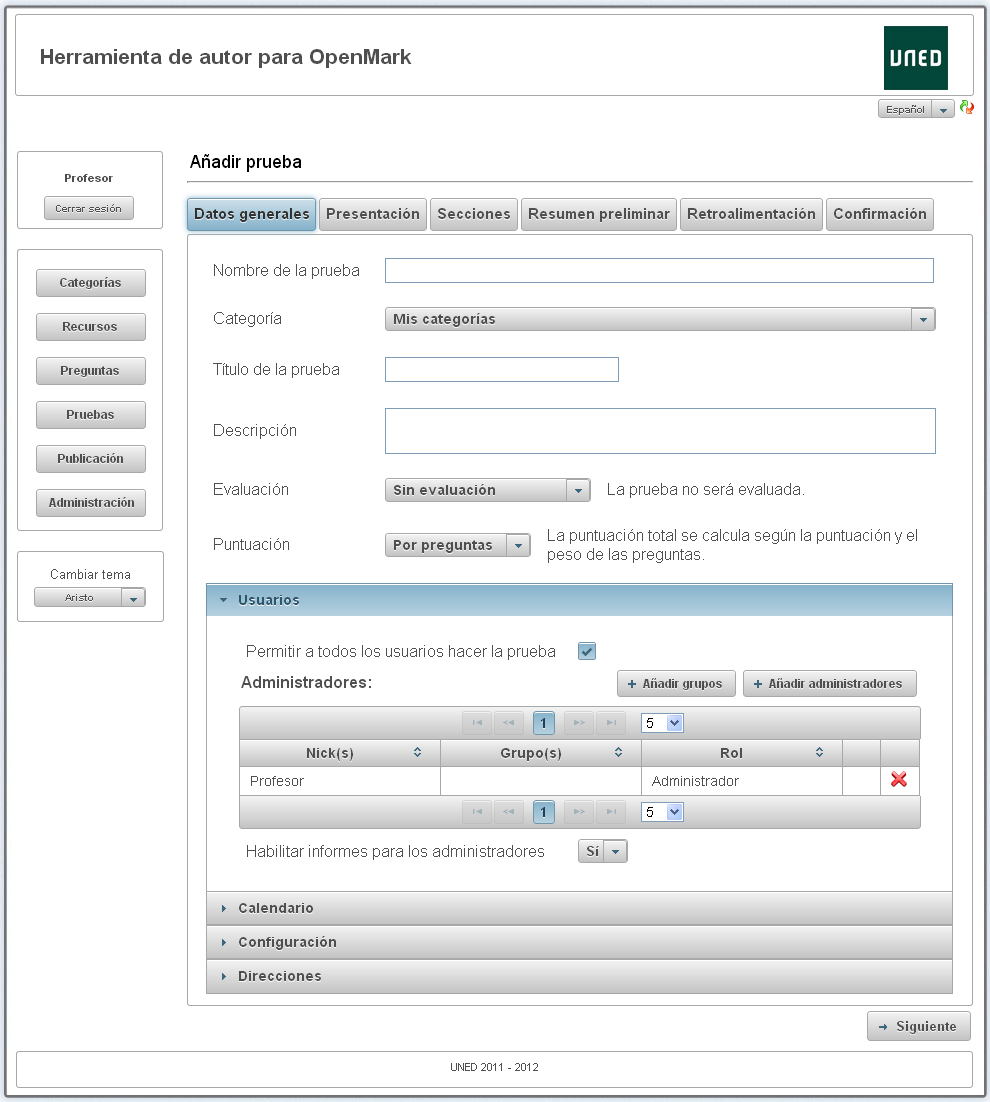 Herramienta de autor para OpenMark
UNED
Español
Profesor
Cerrar sesión
Categorías
Recursos
Preguntas
Pruebas
Publicación
Administración
Cambiar tema
Aristo
Añadir prueba
Datos generales Presentación Secciones Resumen preliminar Retroalimentación Confirmación
Nombre de la prueba
Categoría Mis categorías
Título de la prueba
Descripción
Evaluación Sin evaluación La prueba no será evaluada.
Puntuación Por preguntas La puntuación total se calcula según la puntuación y el
peso de las preguntas.
Usuarios
Permitir a todos los usuarios hacer la prueba
Administradores: Añadir grupos Añadir administradores
1 5
Nick(s) Grupo(s) Rol
Profesor Administrador
1 5
Habilitar informes para los administradores Sí
Calendario
Configuración
Direcciones
Siguiente
UNED 2011 - 2012